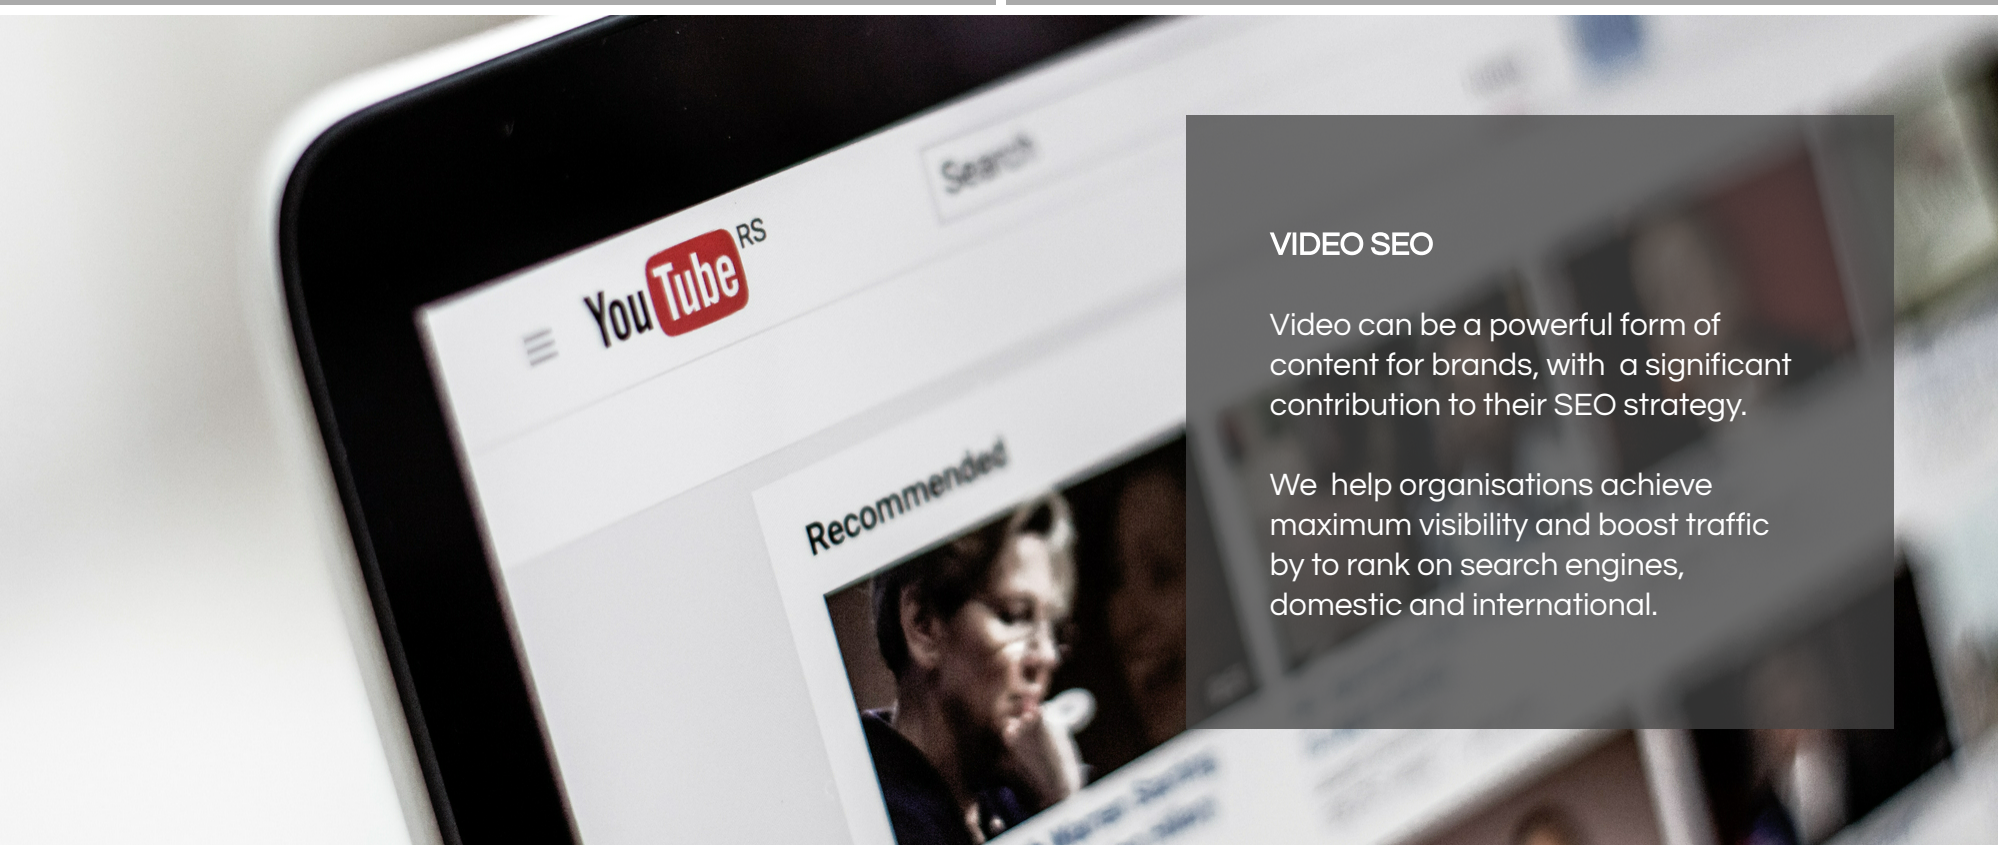 YouTube RS
Search
Recommended
VIDEO SEO
Video can be a powerful form of
content for brands, with  a significant
contribution to their SEO strategy.
We  help organisations achieve
maximum visibility and boost traffic
by to rank on search engines,
domestic and international.